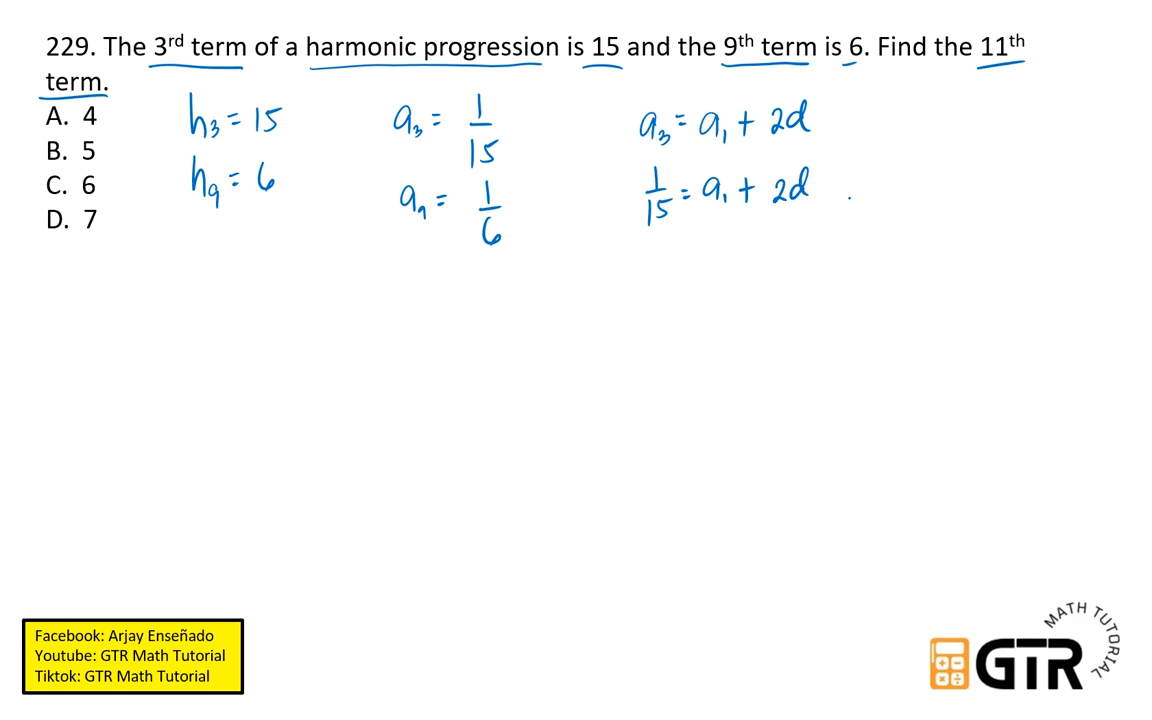 229. The 3rd term of a harmonic progression is 15 and the 9th term is 6. Find the 11th
term.
A. 4
B. 5
C. 6
D. 7
h₃ = 15
h₉ = 6
a₃ = 1/15
a₉ = 1/6
a₃ = a₁ + 2d
1/15 = a₁ + 2d
Facebook: Arjay Enseñado
Youtube: GTR Math Tutorial
Tiktok: GTR Math Tutorial
MATH TUTORIAL
GTR